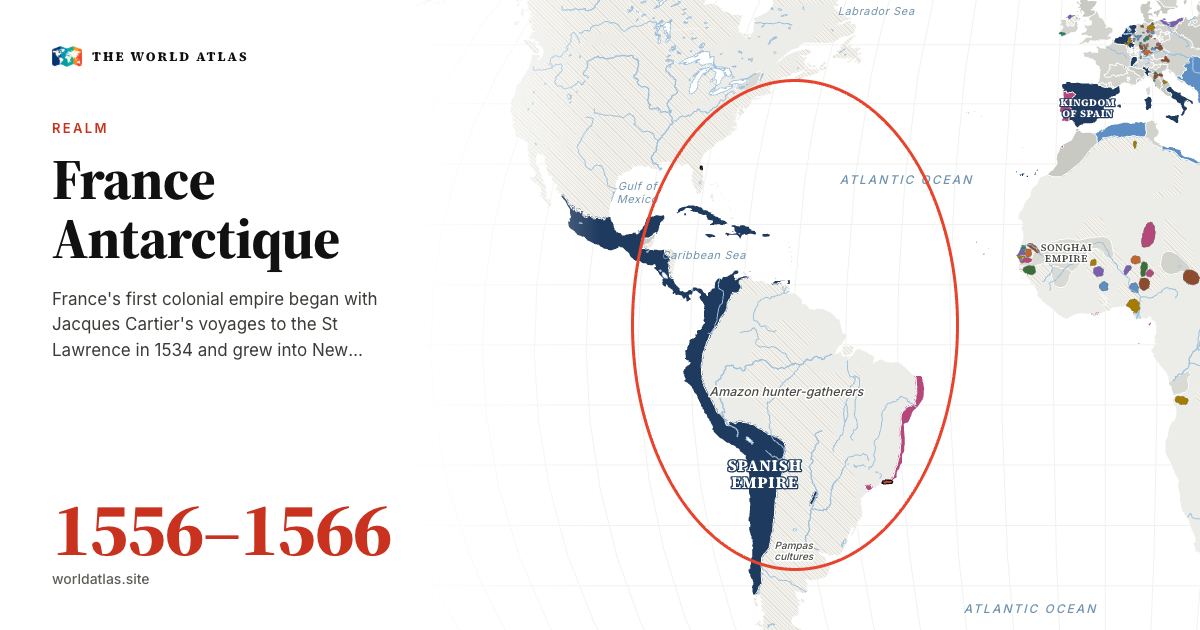 THE WORLD ATLAS
REALM
France
Antarctique
France's first colonial empire began with
Jacques Cartier's voyages to the St
Lawrence in 1534 and grew into New...
1556–1566
worldatlas.site
Labrador Sea
KINGDOM
OF SPAIN
ATLANTIC OCEAN
Gulf of
Mexico
Caribbean Sea
SONGHAI
EMPIRE
Amazon hunter-gatherers
SPANISH
EMPIRE
Pampas
cultures
ATLANTIC OCEAN